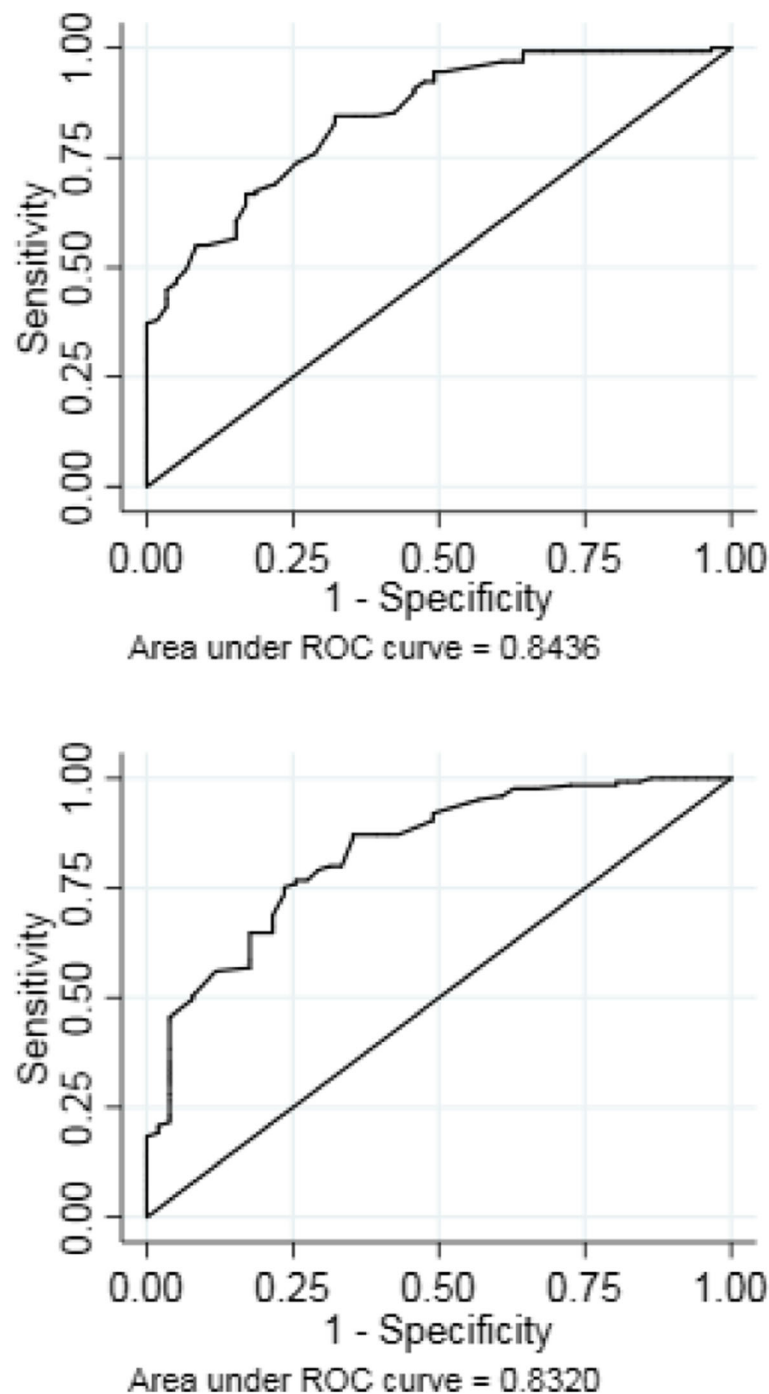 Sensitivity
1.00
0.75
0.50
0.25
0.00
0.00 0.25 0.50 0.75 1.00
1 - Specificity
Area under ROC curve = 0.8436
Sensitivity
1.00
0.75
0.50
0.25
0.00
0.00 0.25 0.50 0.75 1.00
1 - Specificity
Area under ROC curve = 0.8320